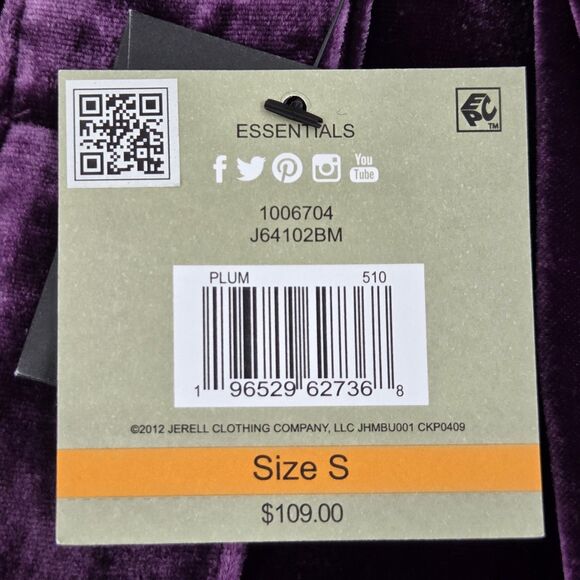 EPC™
ESSENTIALS
You
Tube
1006704
J64102BM
PLUM 510
1 96529 62736 8
©2012 JERELL CLOTHING COMPANY, LLC JHMBU001 CKP0409
Size S
$109.00